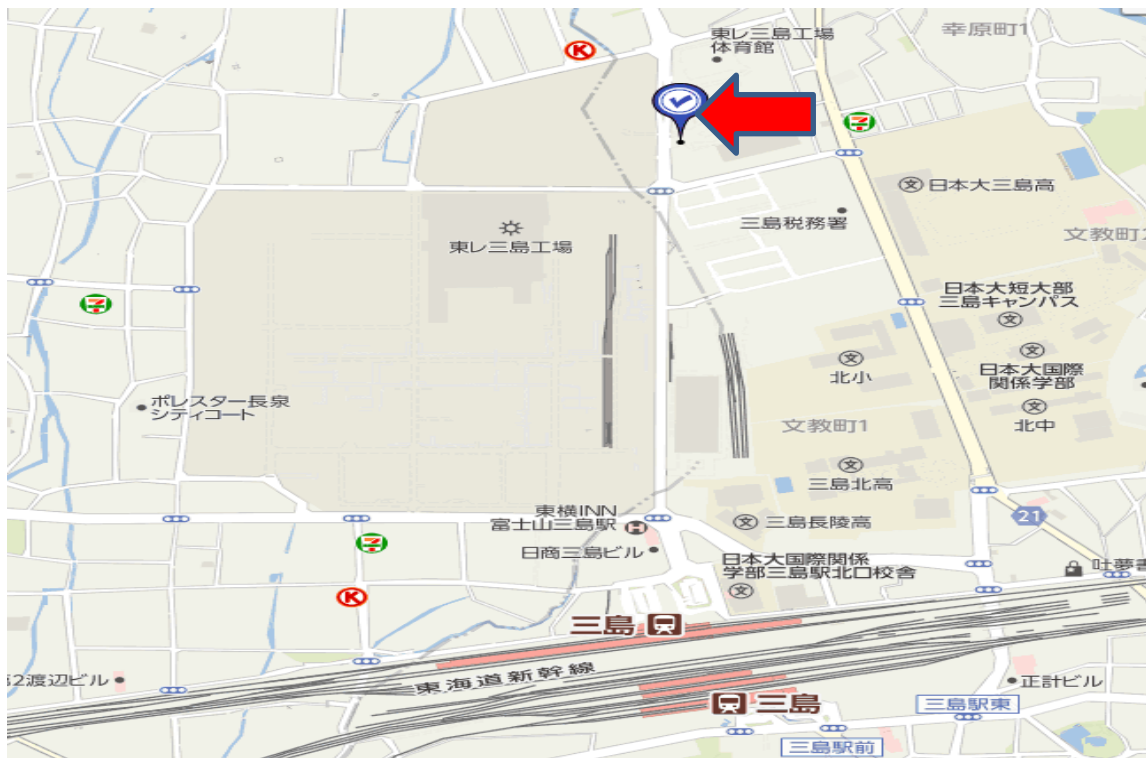 幸原町1
東レ三島工場
体育館
K
日本大三島高
三島税務署
文教町
東レ三島工場
日本大短大部
三島キャンパス
北小
日本大国際
関係学部
ポレスター長泉
シティコート
文教町1
北中
三島北高
東横INN
富士山三島駅
H
三島長陵高
21
日商三島ビル
日本大国際関係
学部三島駅北口校舎
吐夢
K
三島
東海道新幹線
2渡辺ビル
正計ビル
三島
三島駅東
三島駅前